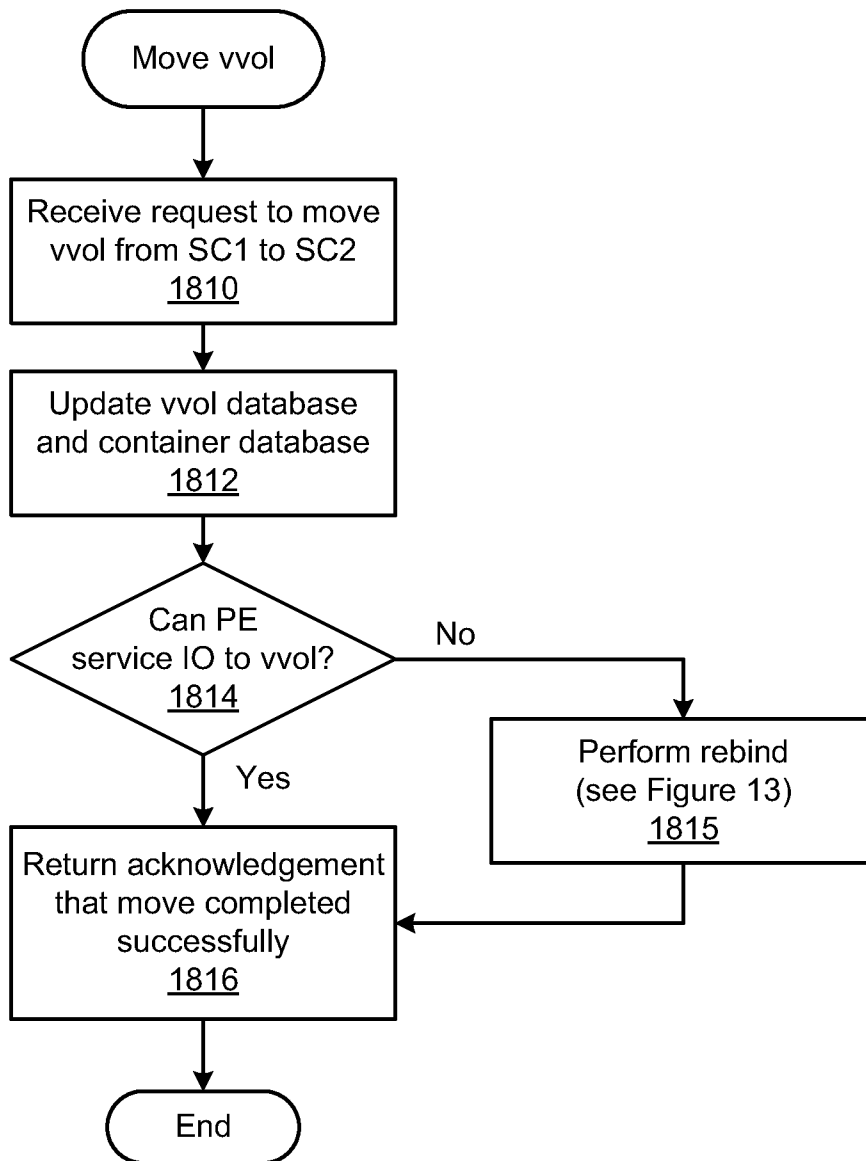 Move vvol
Receive request to move
vvol from SC1 to SC2
1810
Update vvol database
and container database
1812
Can PE
service IO to vvol?
1814
No
Yes
Perform rebind
(see Figure 13)
1815
Return acknowledgement
that move completed
successfully
1816
End